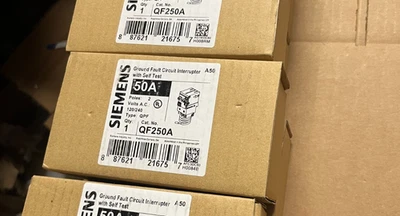 Qty. Cat. No.
1 QF250A
8 87621 21675 7
SIEMENS
Ground Fault Circuit Interrupter
with Self Test
A50
50A
Poles: 2
Volts A.C.
120/240
Type: QPF
Qty. Cat. No.
1 QF250A
8 87621 21675 7
SIEMENS
Ground Fault Circuit Interrupter
with Self Test
A50
50A